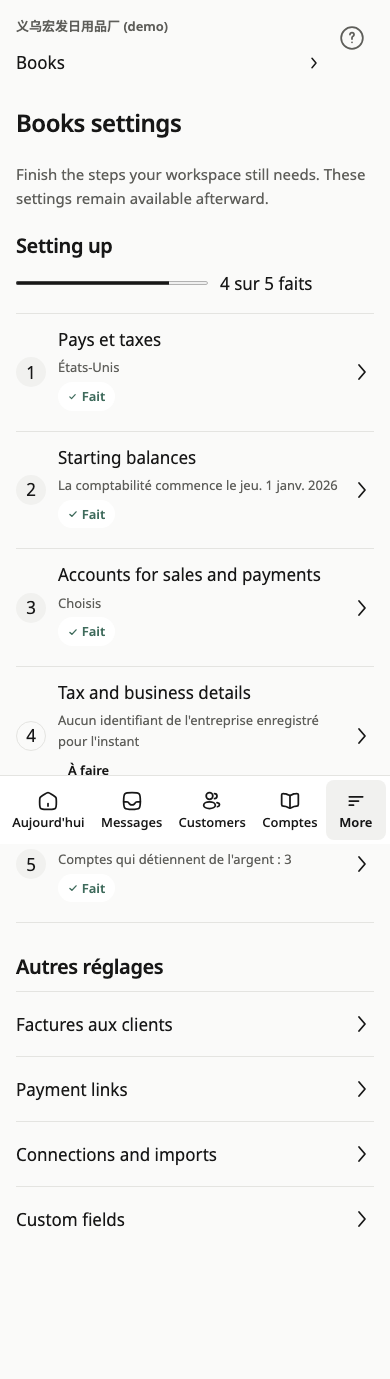 义乌宏发日用品厂 (demo)
Books
Books settings
Finish the steps your workspace still needs. These
settings remain available afterward.
Setting up
4 sur 5 faits
Pays et taxes
1
États-Unis
Fait
Starting balances
2
La comptabilité commence le jeu. 1 janv. 2026
Fait
Accounts for sales and payments
3
Choisis
Fait
Tax and business details
4
Aucun identifiant de l'entreprise enregistré
pour l'instant
À faire
Aujourd'hui
Messages
Customers
Comptes
More
5
Comptes qui détiennent de l'argent : 3
Fait
Autres réglages
Factures aux clients
Payment links
Connections and imports
Custom fields